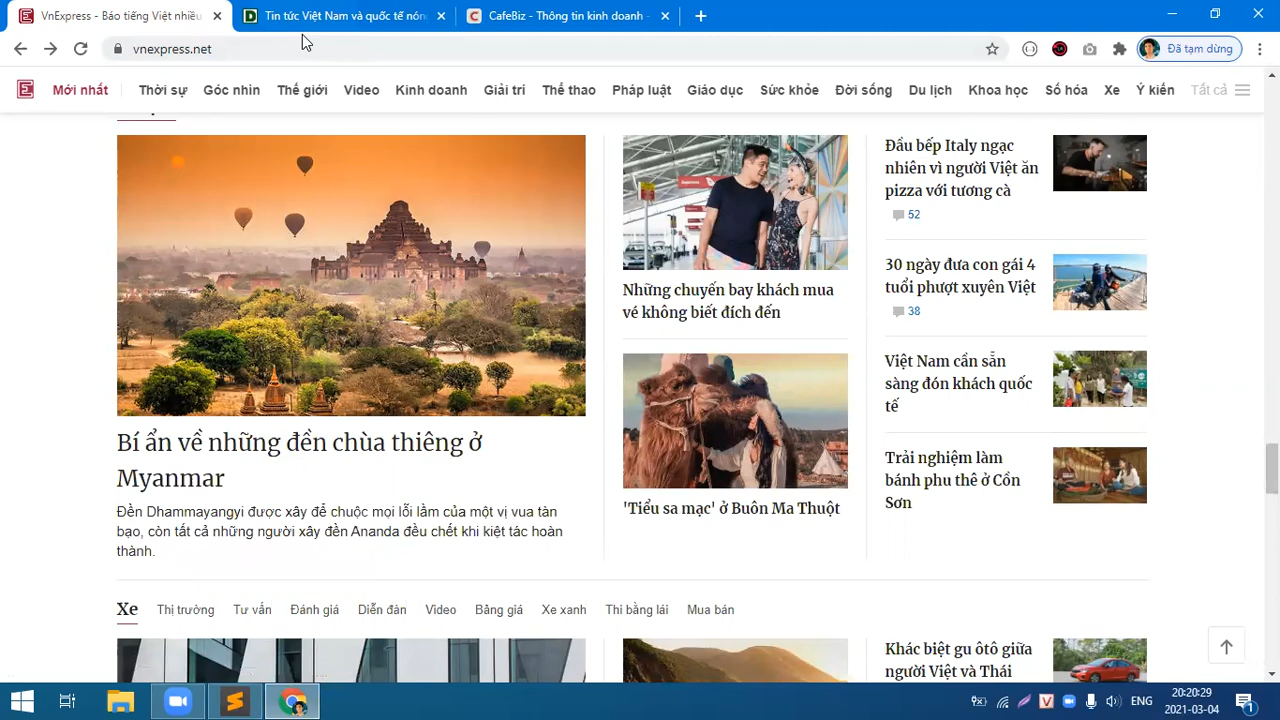 VnExpress - Báo tiếng Việt nhiều
Tin tức Việt Nam và quốc tế nóng
CafeBiz - Thông tin kinh doanh -
vnexpress.net
Đã tạm dừng
Mới nhất
Thời sự
Góc nhìn
Thế giới
Video
Kinh doanh
Giải trí
Thể thao
Pháp luật
Giáo dục
Sức khỏe
Đời sống
Du lịch
Khoa học
Số hóa
Xe
Ý kiến
Tất cả
Bí ẩn về những đền chùa thiêng ở
Myanmar
Đền Dhammayangyi được xây để chuộc mọi lỗi lầm của một vị vua tàn
bạo, còn tất cả những người xây đền Ananda đều chết khi kiệt tác hoàn
thành.
Những chuyến bay khách mua
vé không biết đích đến
'Tiểu sa mạc' ở Buôn Ma Thuột
Đầu bếp Italy ngạc
nhiên vì người Việt ăn
pizza với tương cà
52
30 ngày đưa con gái 4
tuổi phượt xuyên Việt
38
Việt Nam cần sẵn
sàng đón khách quốc
tế
Trải nghiệm làm
bánh phu thê ở Cồn
Sơn
Xe
Thị trường
Tư vấn
Đánh giá
Diễn đàn
Video
Bảng giá
Xe xanh
Thi bằng lái
Mua bán
Khác biệt gu ôtô giữa
người Việt và Thái
ENG
20:20:29
2021-03-04
1